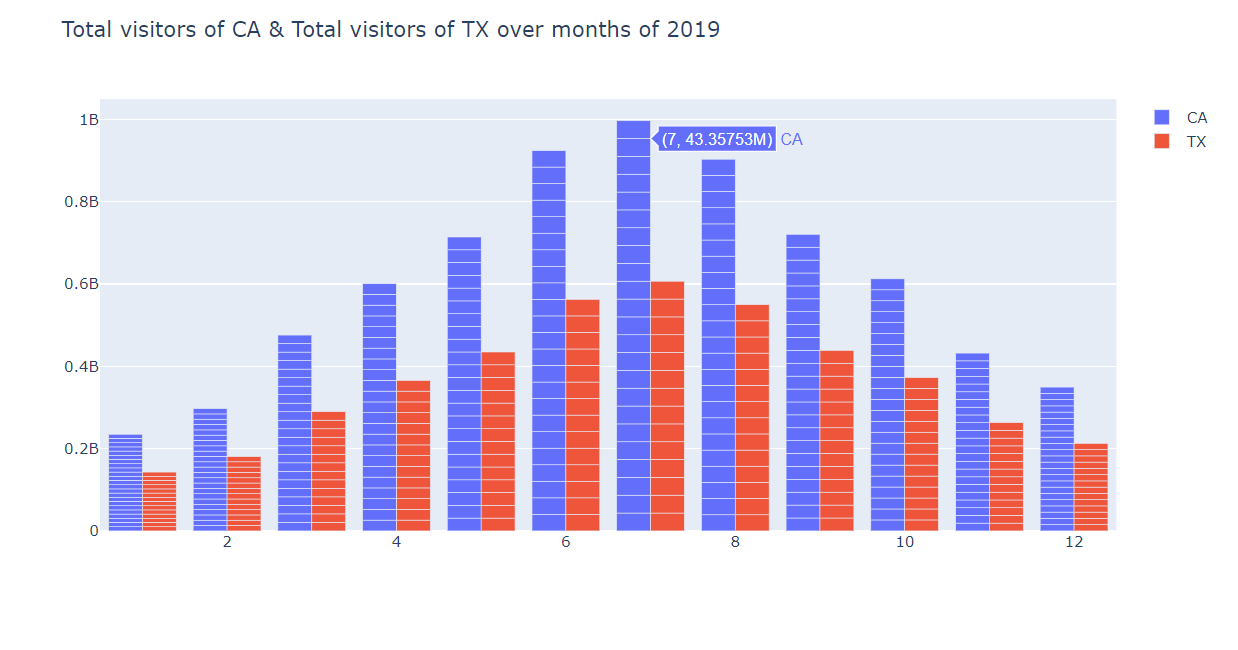 Total visitors of CA & Total visitors of TX over months of 2019
1B
0.8B
0.6B
0.4B
0.2B
0
2 4 6 8 10 12
(7, 43.35753M) CA
CA
TX